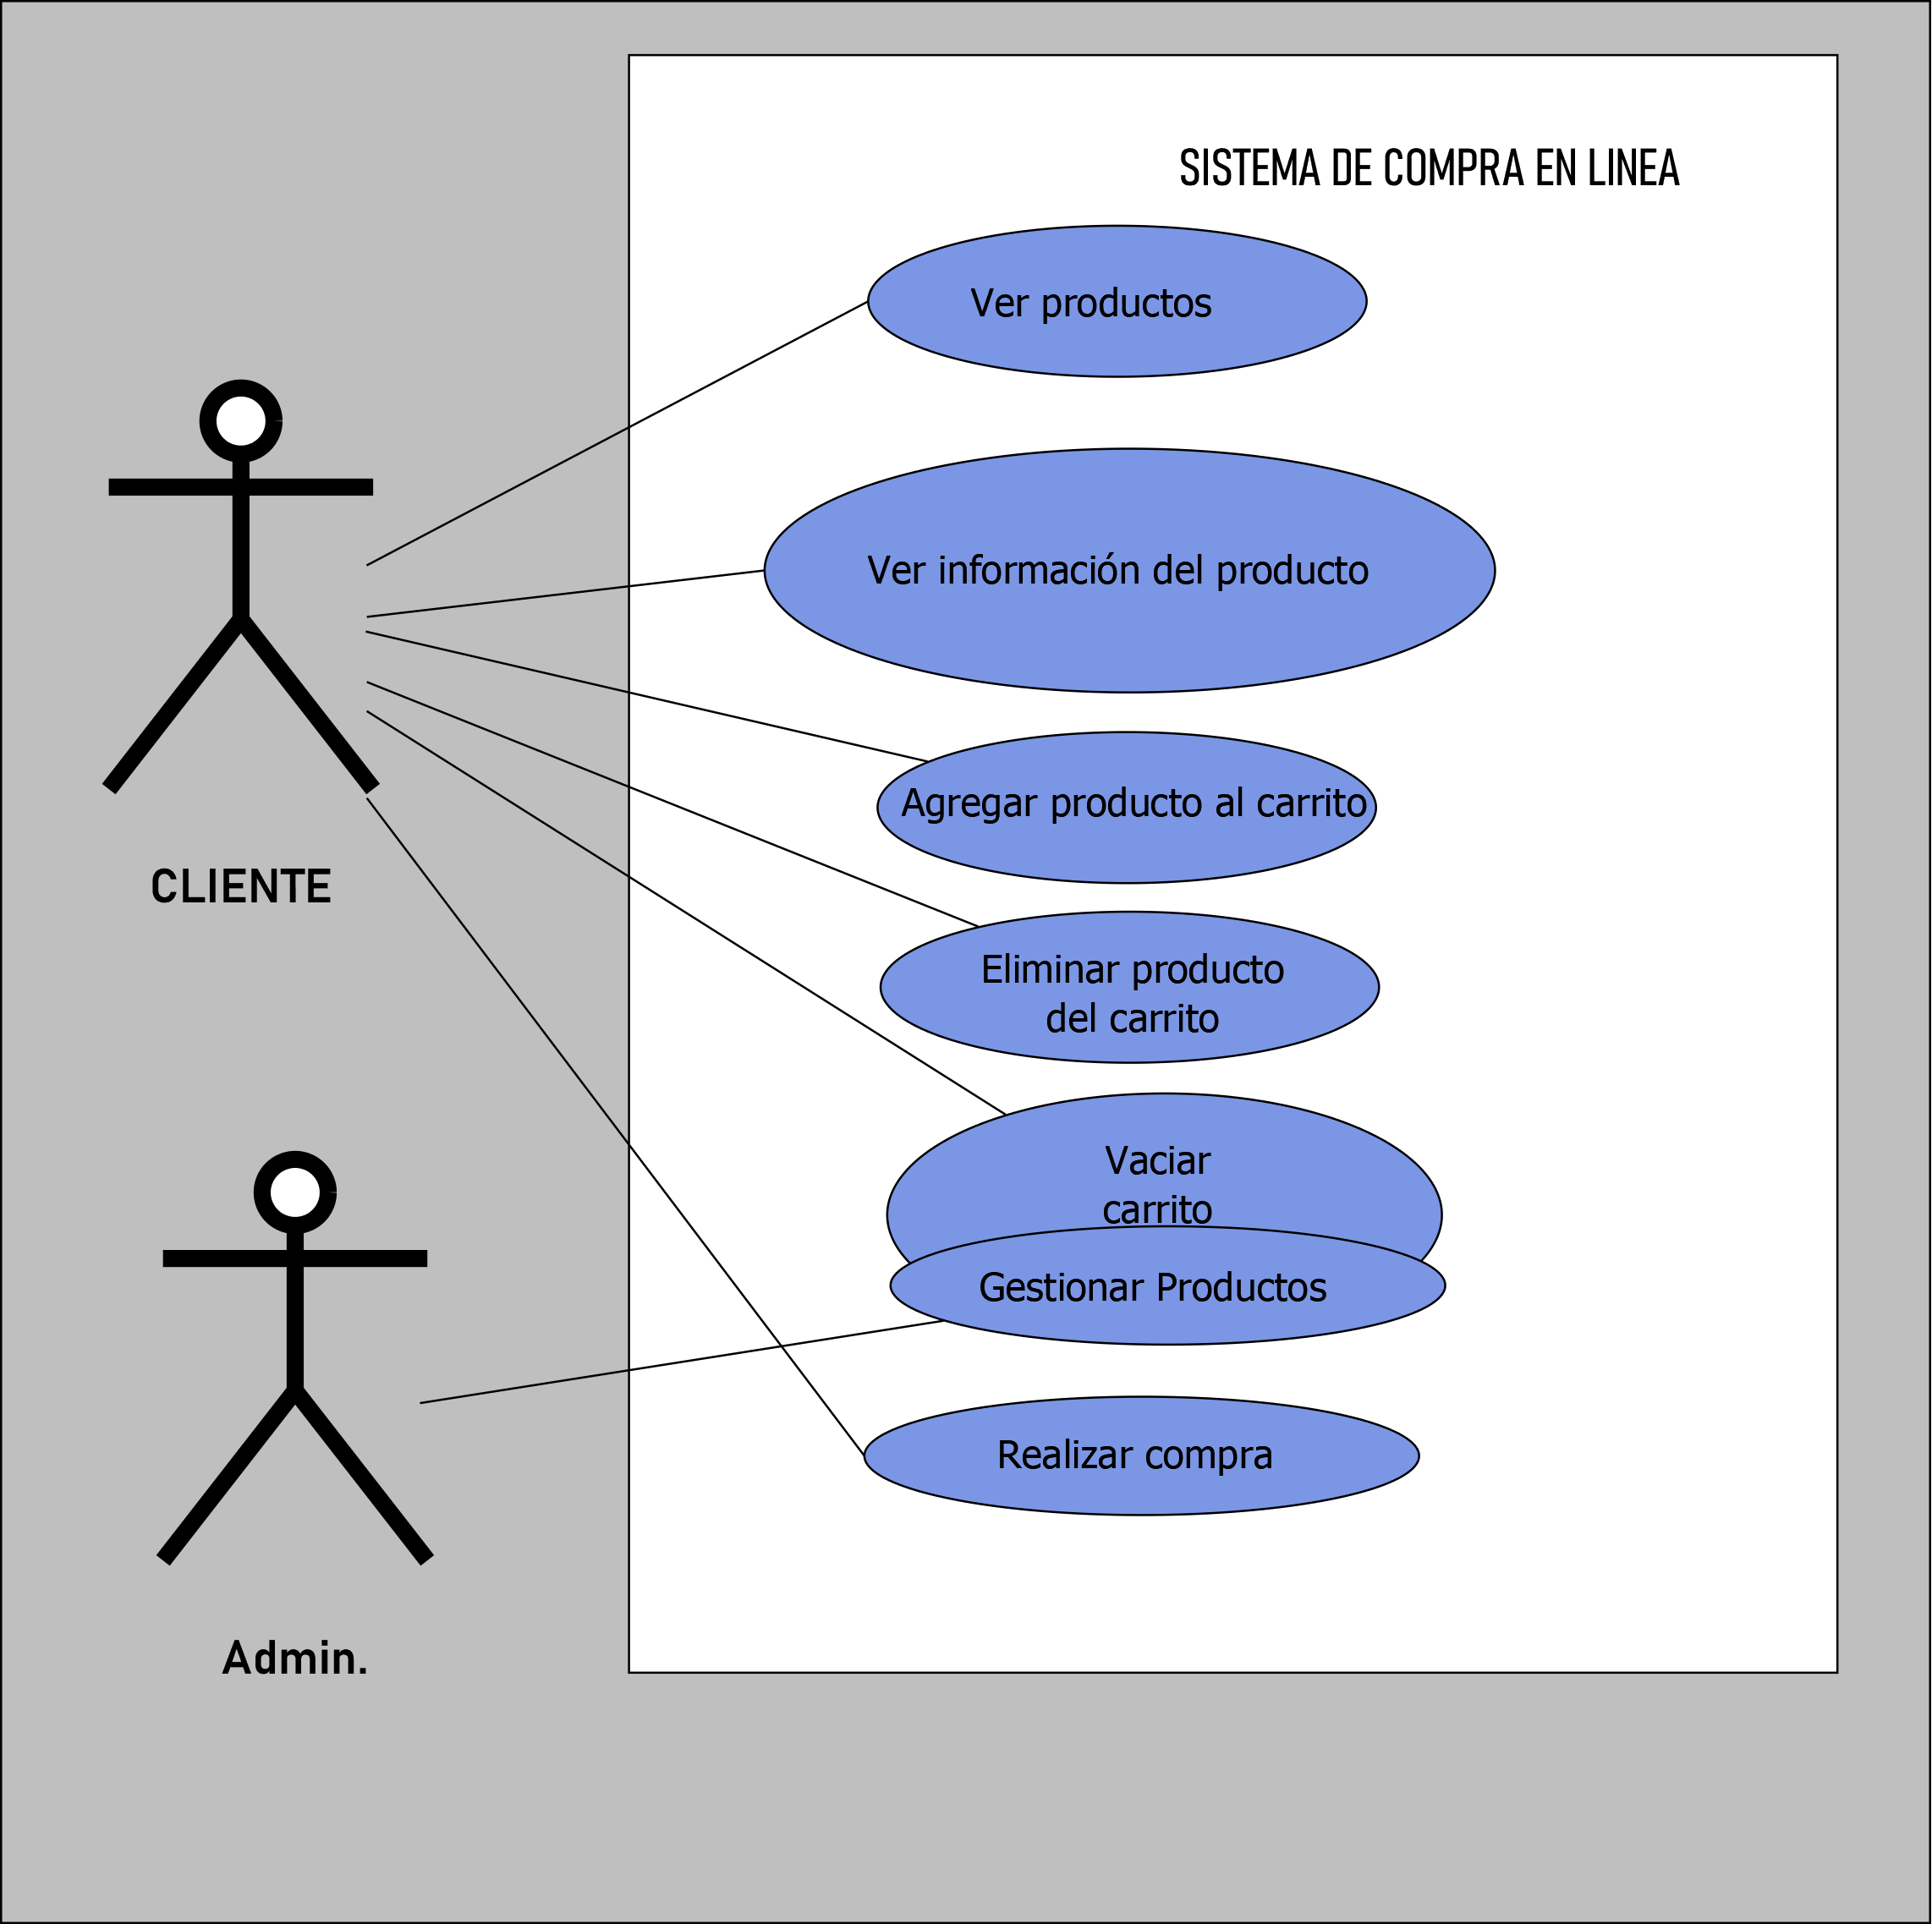 SISTEMA DE COMPRA EN LINEA
Ver productos
Ver información del producto
Agregar producto al carrito
CLIENTE
Eliminar producto
del carrito
Vaciar
carrito
Gestionar Productos
Realizar compra
Admin.